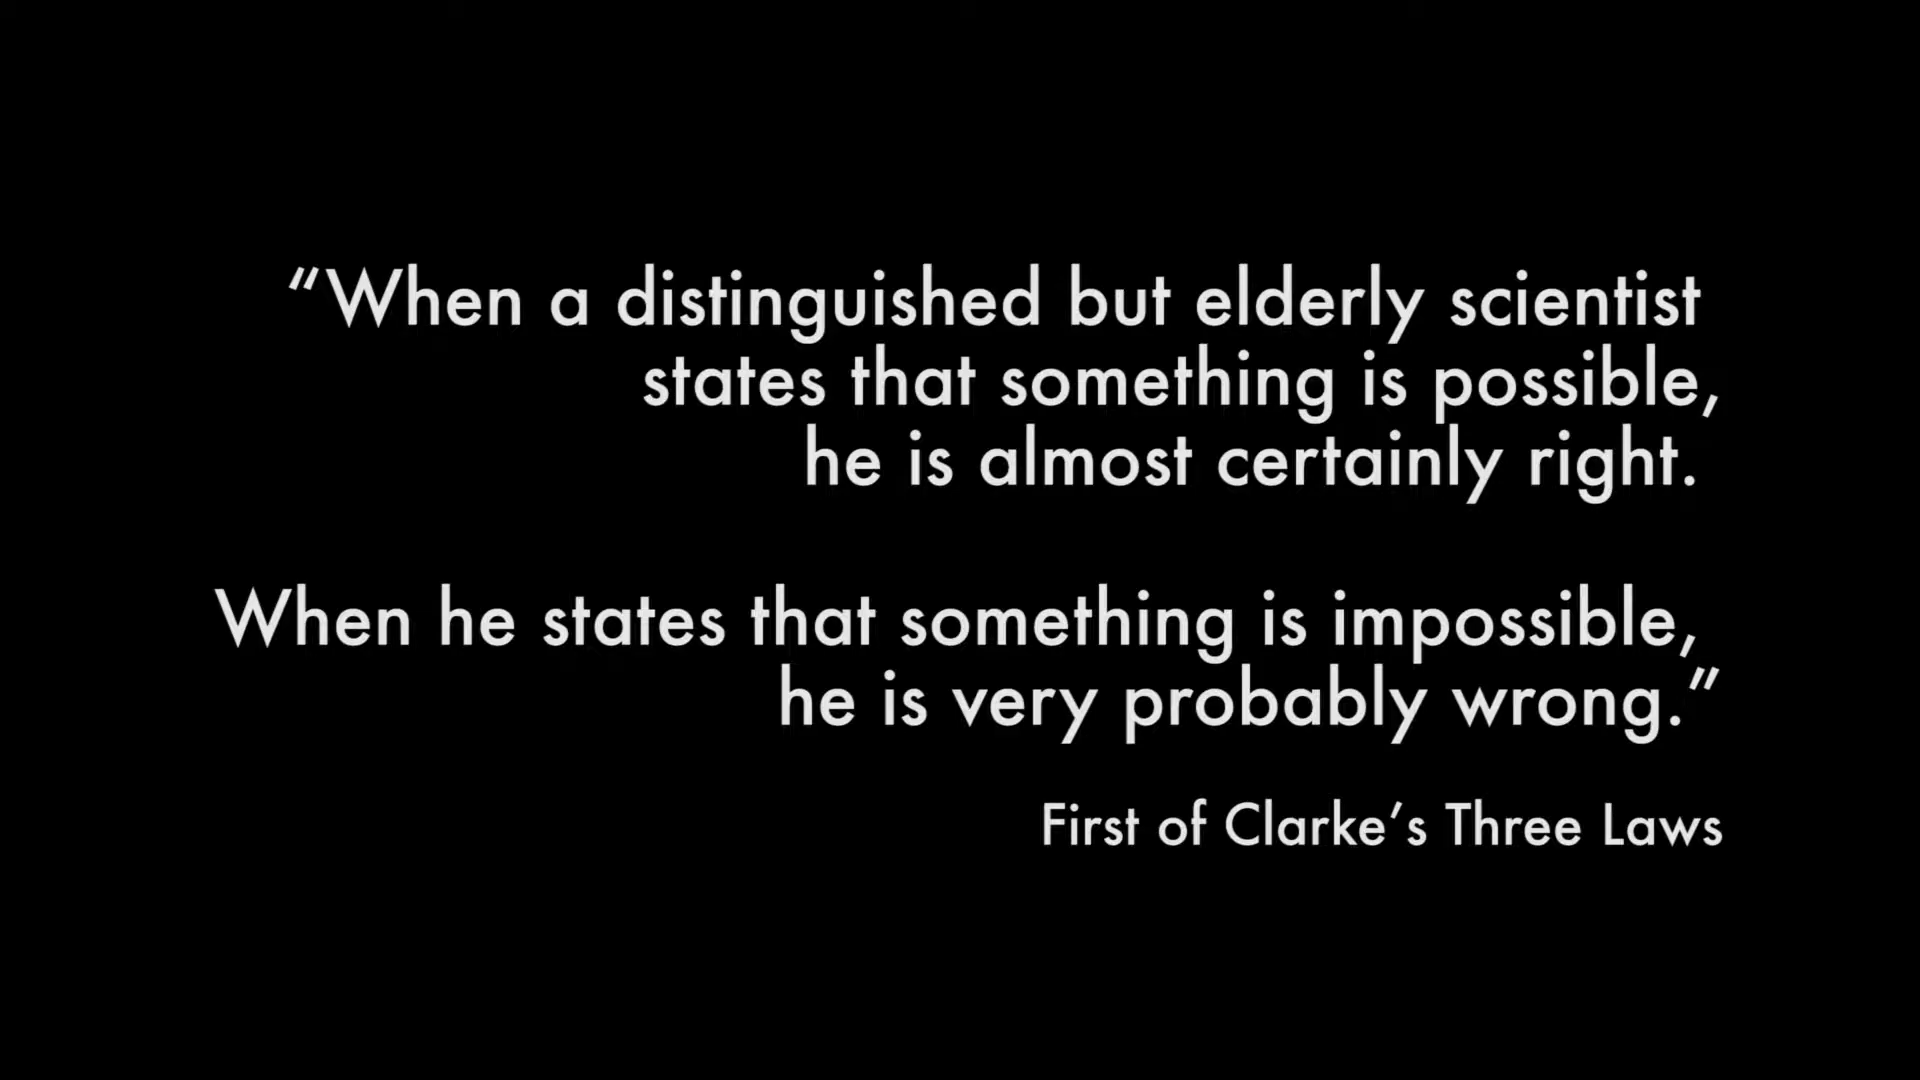 “When a distinguished but elderly scientist
states that something is possible,
he is almost certainly right.
When he states that something is impossible,
he is very probably wrong.”
First of Clarke’s Three Laws